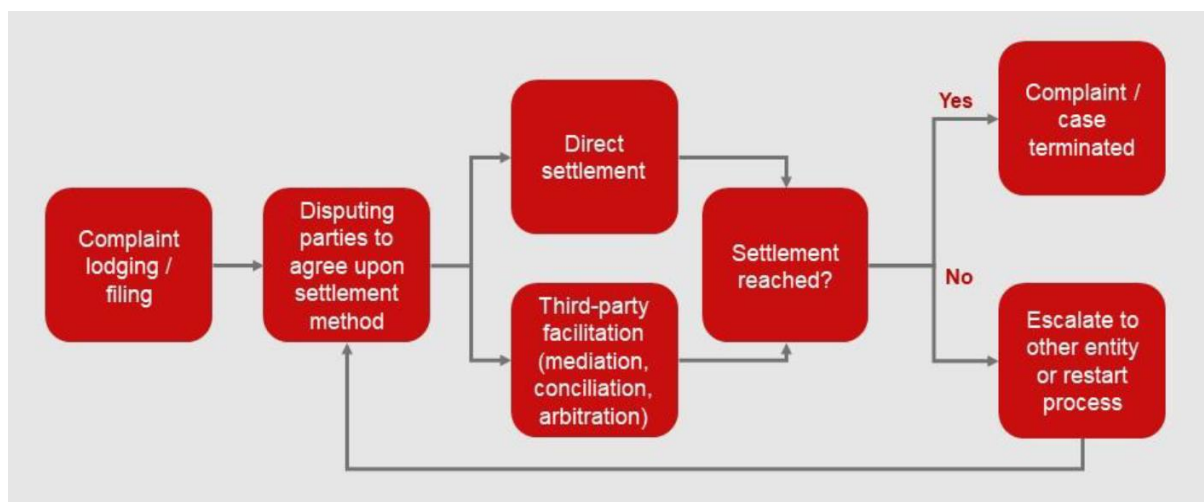 Complaint
lodging /
filing
Disputing
parties to
agree upon
settlement
method
Direct
settlement
Third-party
facilitation
(mediation,
conciliation,
arbitration)
Settlement
reached?
Yes
Complaint /
case
terminated
No
Escalate to
other entity
or restart
process